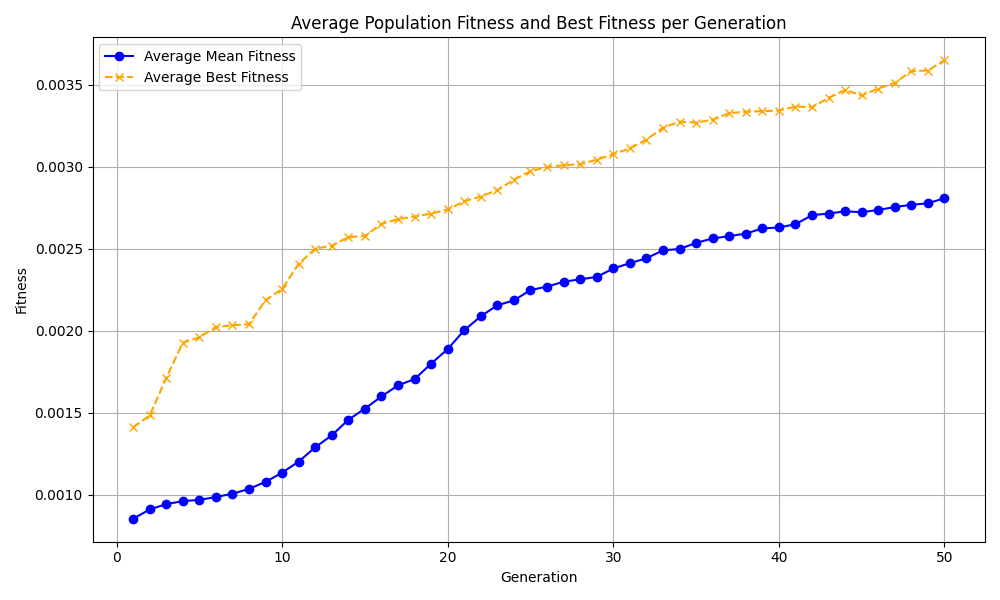 Average Population Fitness and Best Fitness per Generation
Average Mean Fitness
Average Best Fitness
0.0035
0.0030
0.0025
0.0020
0.0015
0.0010
Fitness
0 10 20 30 40 50
Generation